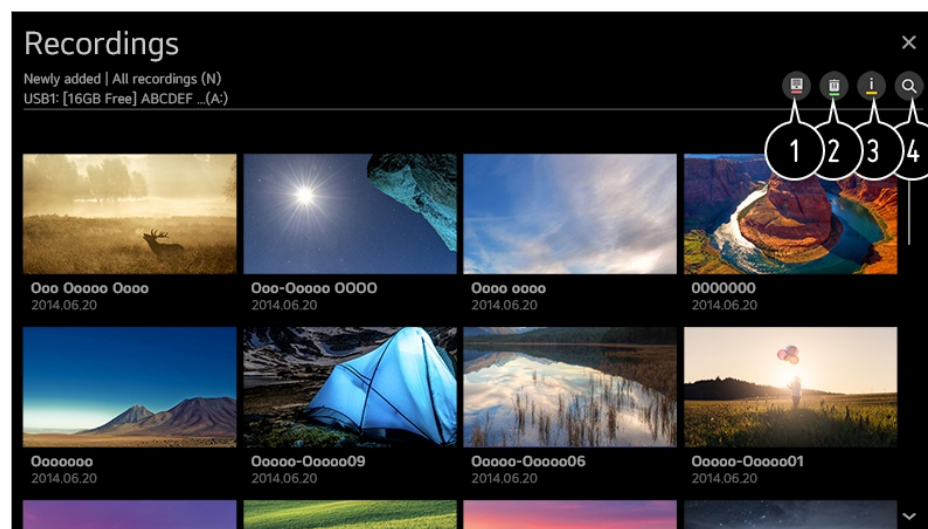 Recordings
Newly added | All recordings (N)
USB1: [16GB Free] ABCDEF ...(A:)
1 2 3 4
Ooo Ooooo Oooo
2014.06.20
Ooo-Ooooo OOOO
2014.06.20
Oooo oooo
2014.06.20
0000000
2014.06.20
Ooooooo
2014.06.20
Ooooo-Ooooo09
2014.06.20
Ooooo-Ooooo06
2014.06.20
Ooooo-Ooooo01
2014.06.20